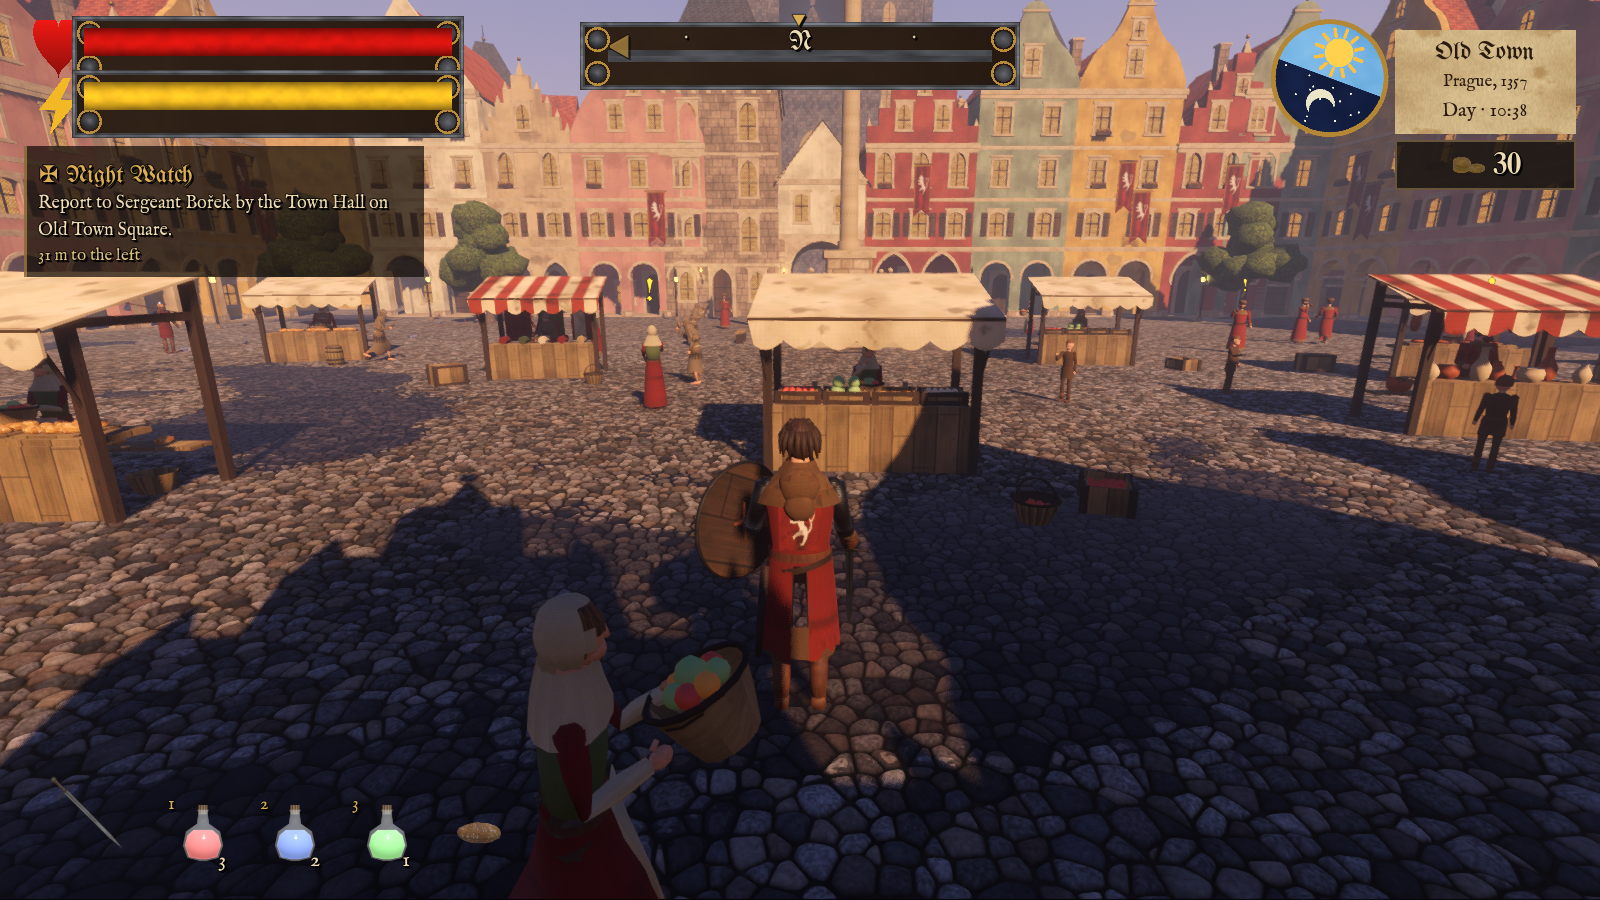 N
Old Town
Prague, 1357
Day · 10:38
30
✠ Night Watch
Report to Sergeant Bořek by the Town Hall on
Old Town Square.
31 m to the left
!
!
1
2
3
3
2
1